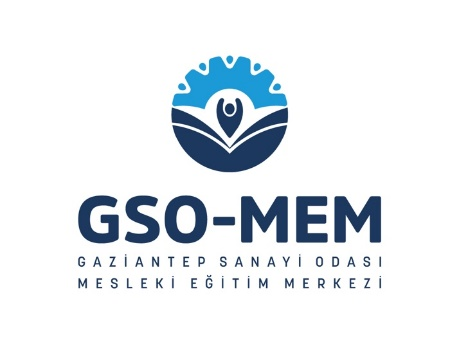 GSO-MEM
GAZİANTEP SANAYİ ODASI
MESLEKİ EĞİTİM MERKEZİ